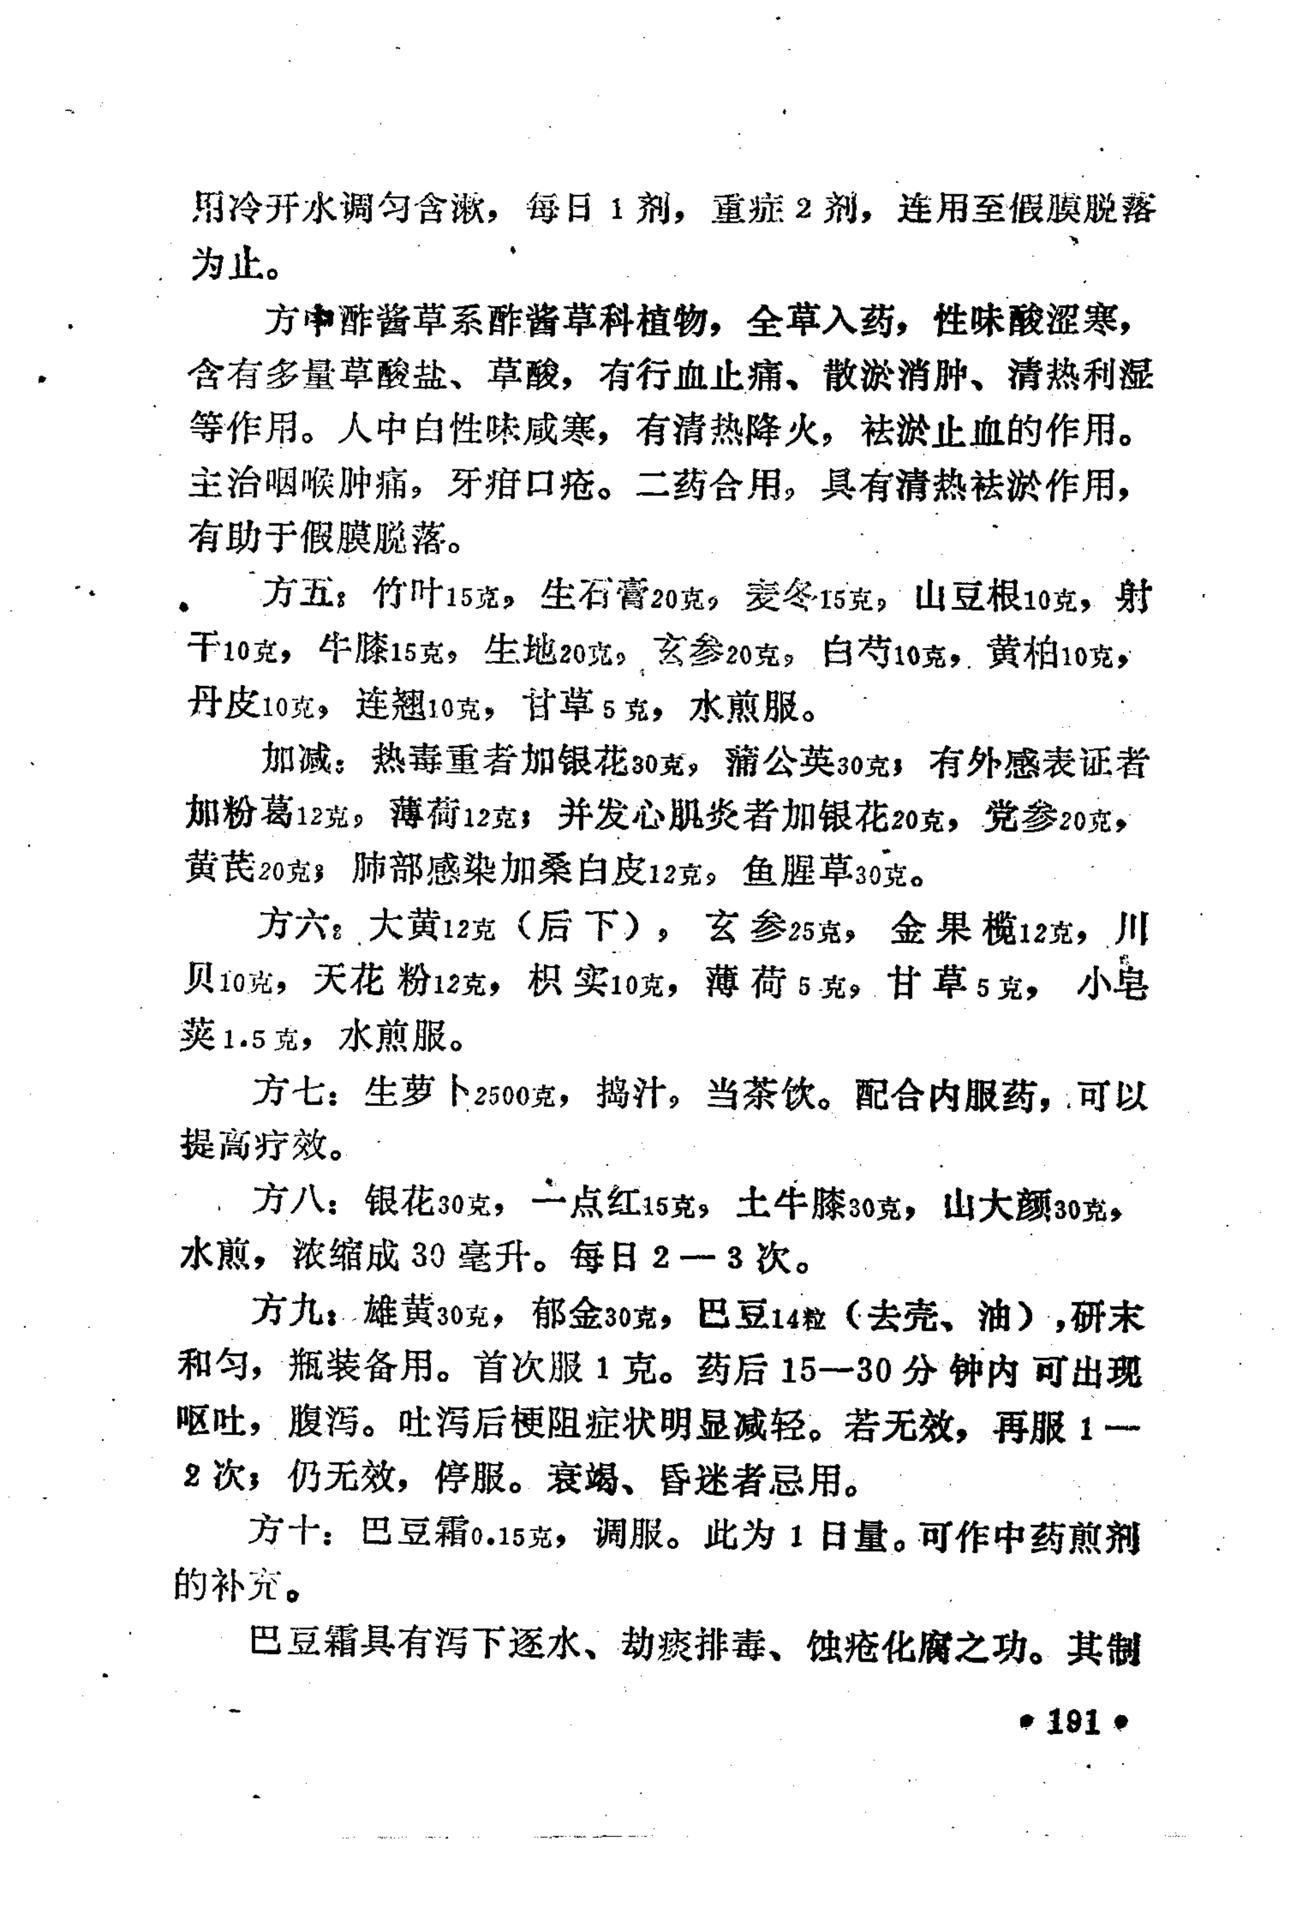 用冷开水调匀含漱，每日1剂，重症2剂，连用至假膜脱落
为止。
方中酢酱草系酢酱草科植物，全草入药，性味酸涩寒，
含有多量草酸盐、草酸，有行血止痛、散淤消肿、清热利湿
等作用。人中白性味咸寒，有清热降火，祛淤止血的作用。
主治咽喉肿痛，牙疳口疮。二药合用，具有清热祛淤作用，
有助于假膜脱落。
方五：竹叶15克，生石膏20克，麦冬15克，山豆根10克，射
干10克，牛膝15克，生地20克，玄参20克，白芍10克，黄柏10克，
丹皮10克，连翘10克，甘草5克，水煎服。
加减：热毒重者加银花30克，蒲公英30克；有外感表证者
加粉葛12克，薄荷12克；并发心肌炎者加银花20克，党参20克，
黄芪20克；肺部感染加桑白皮12克，鱼腥草30克。
方六：大黄12克（后下），玄参25克，金果榄12克，川
贝10克，天花粉12克，枳实10克，薄荷5克，甘草5克，小皂
荚1.5克，水煎服。
方七：生萝卜2500克，捣汁，当茶饮。配合内服药，可以
提高疗效。
方八：银花30克，一点红15克，土牛膝30克，山大颜30克，
水煎，浓缩成30毫升。每日2—3次。
方九：雄黄30克，郁金30克，巴豆14粒（去壳、油），研末
和匀，瓶装备用。首次服1克。药后15—30分钟内可出现
呕吐，腹泻。吐泻后梗阻症状明显减轻。若无效，再服1—
2次；仍无效，停服。衰竭、昏迷者忌用。
方十：巴豆霜0.15克，调服。此为1日量。可作中药煎剂
的补充。
巴豆霜具有泻下逐水、劫痰排毒、蚀疮化腐之功。其制
•191•